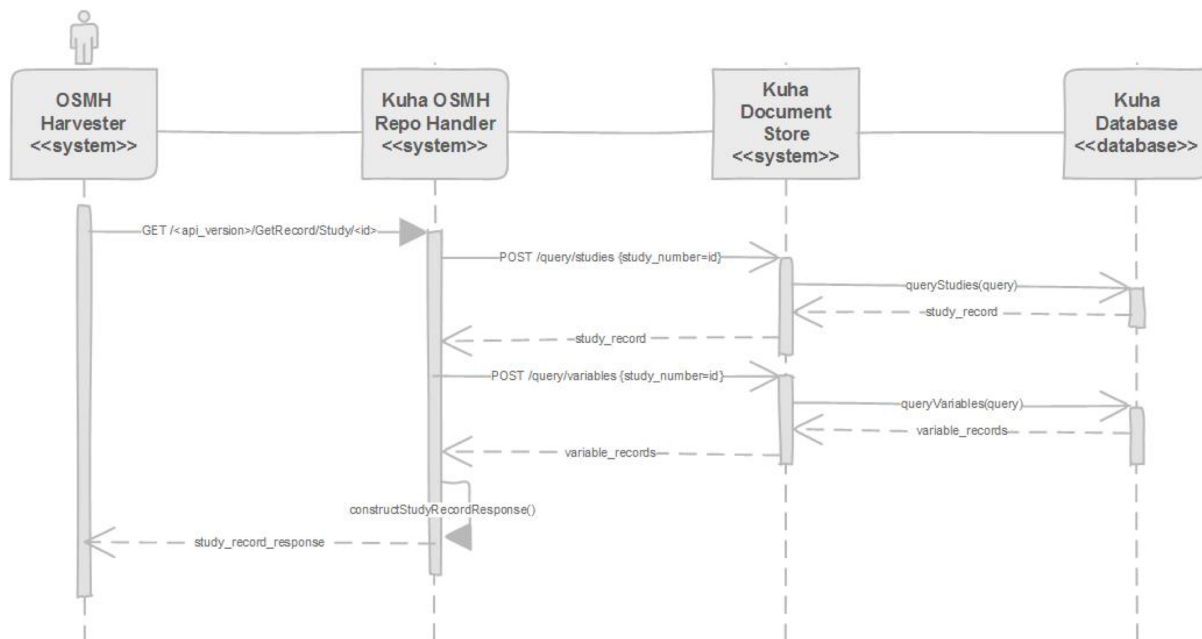 OSMH
Harvester
<<system>>
Kuha OSMH
Repo Handler
<<system>>
Kuha
Document
Store
<<system>>
Kuha
Database
<<database>>
GET /<api_version>/GetRecord/Study/<id>
POST /query/studies {study_number=id}
queryStudies(query)
study_record
study_record
POST /query/variables {study_number=id}
queryVariables(query)
variable_records
variable_records
constructStudyRecordResponse()
study_record_response